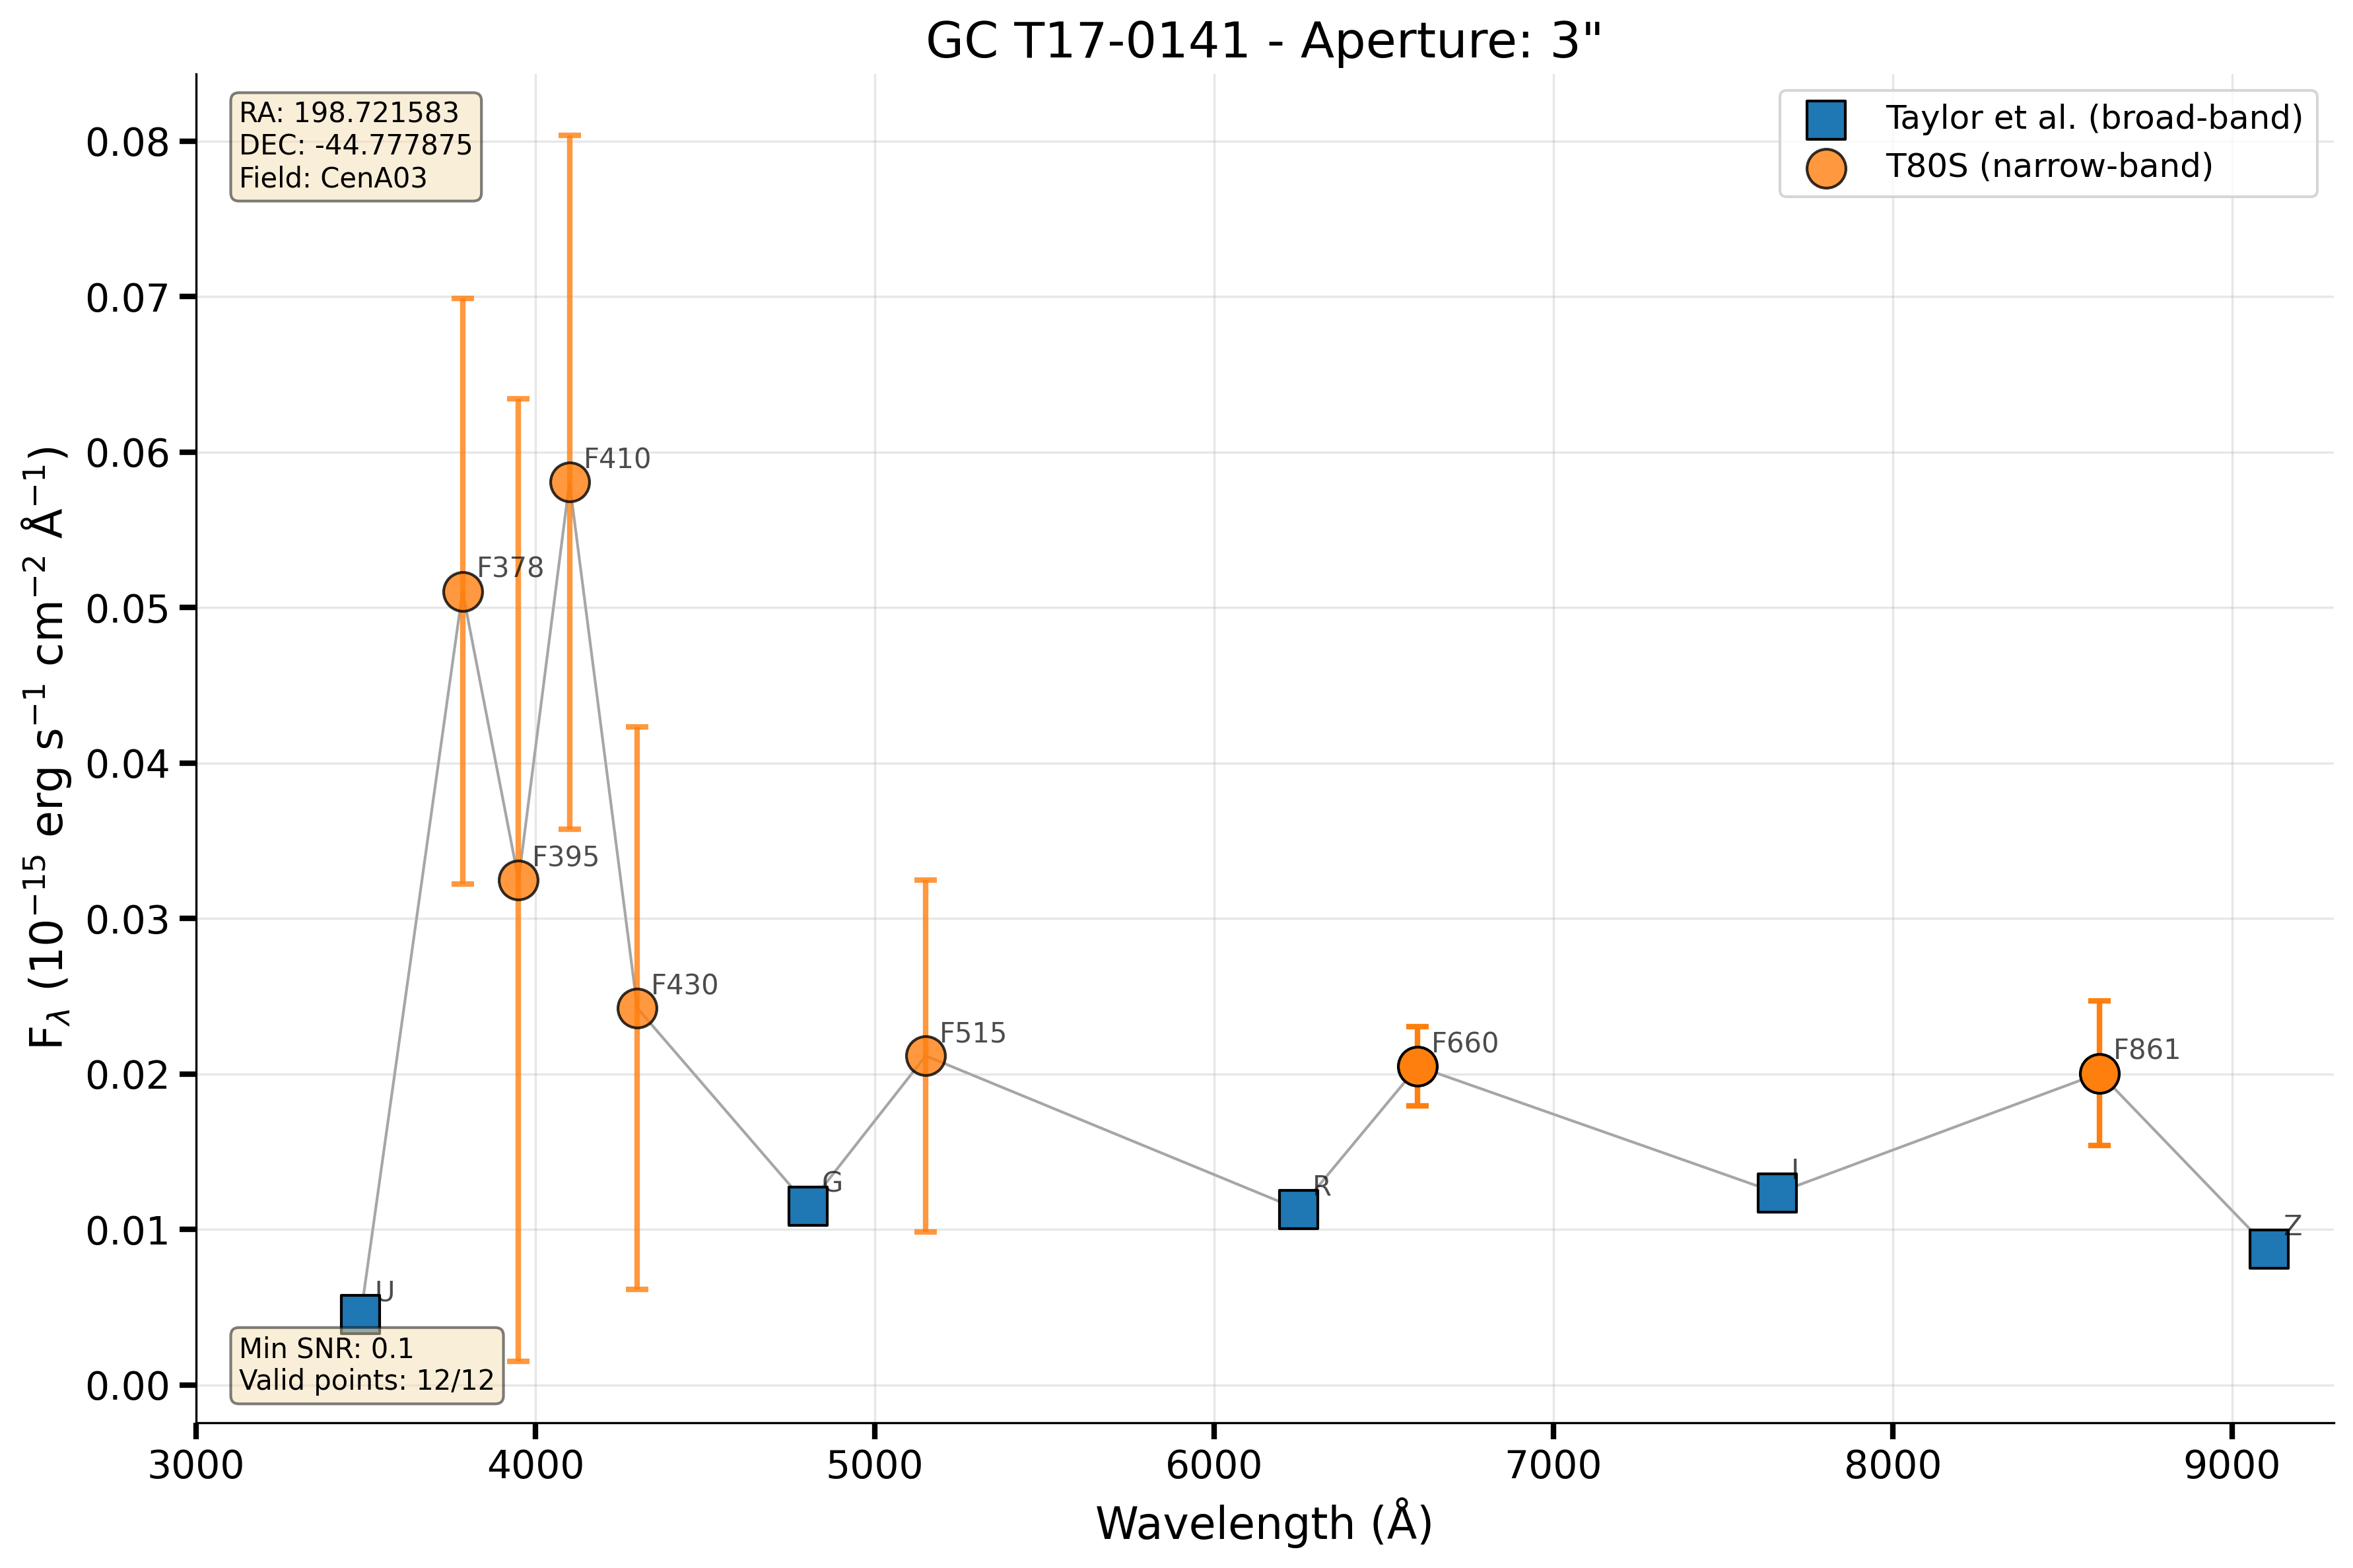 GC T17-0141 - Aperture: 3"
RA: 198.721583
DEC: -44.777875
Field: CenA03
Taylor et al. (broad-band)
T80S (narrow-band)
0.08
0.07
0.06
0.05
0.04
0.03
0.02
0.01
0.00
F_λ (10⁻¹⁵ erg s⁻¹ cm⁻² Å⁻¹)
F410
F378
F395
F430
F515
F660
F861
G
R
I
Z
U
Min SNR: 0.1
Valid points: 12/12
3000 4000 5000 6000 7000 8000 9000
Wavelength (Å)